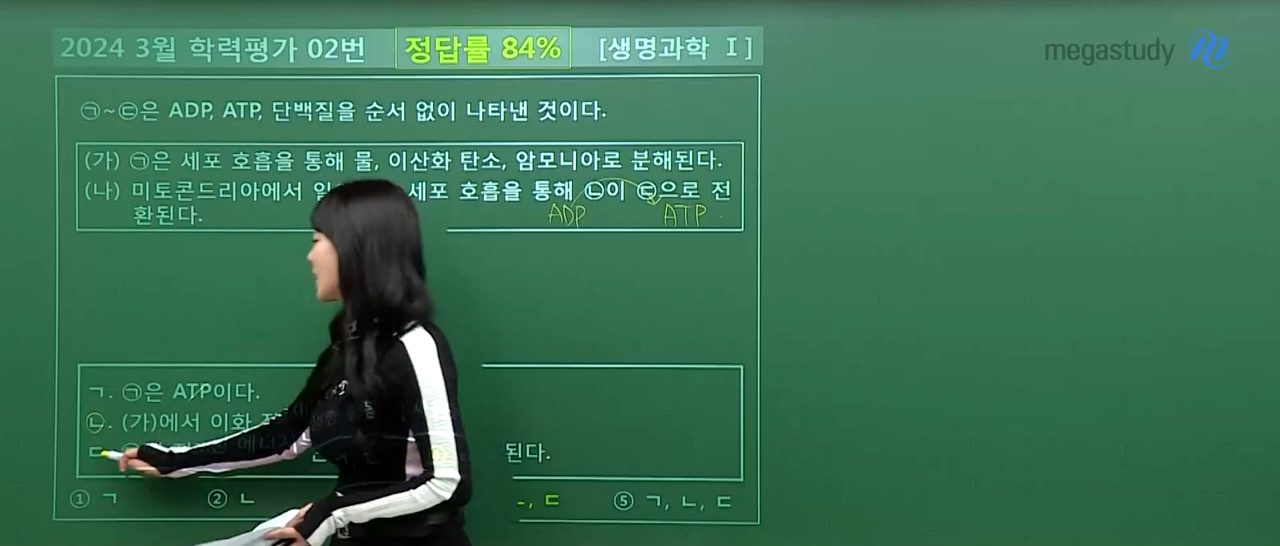 2024 3월 학력평가 02번 정답률 84% [생명과학 Ⅰ]
megastudy
㉠~㉢은 ADP, ATP, 단백질을 순서 없이 나타낸 것이다.
(가) ㉠은 세포 호흡을 통해 물, 이산화 탄소, 암모니아로 분해된다.
(나) 미토콘드리아에서 세포 호흡을 통해 ㉡이 ㉢으로 전
환된다.
ADP ATP
ㄱ. ㉠은 ATP이다.
ㄴ. (가)에서 이화
ㄷ. 된다.
① ㄱ ② ㄴ , ㄷ ⑤ ㄱ, ㄴ, ㄷ